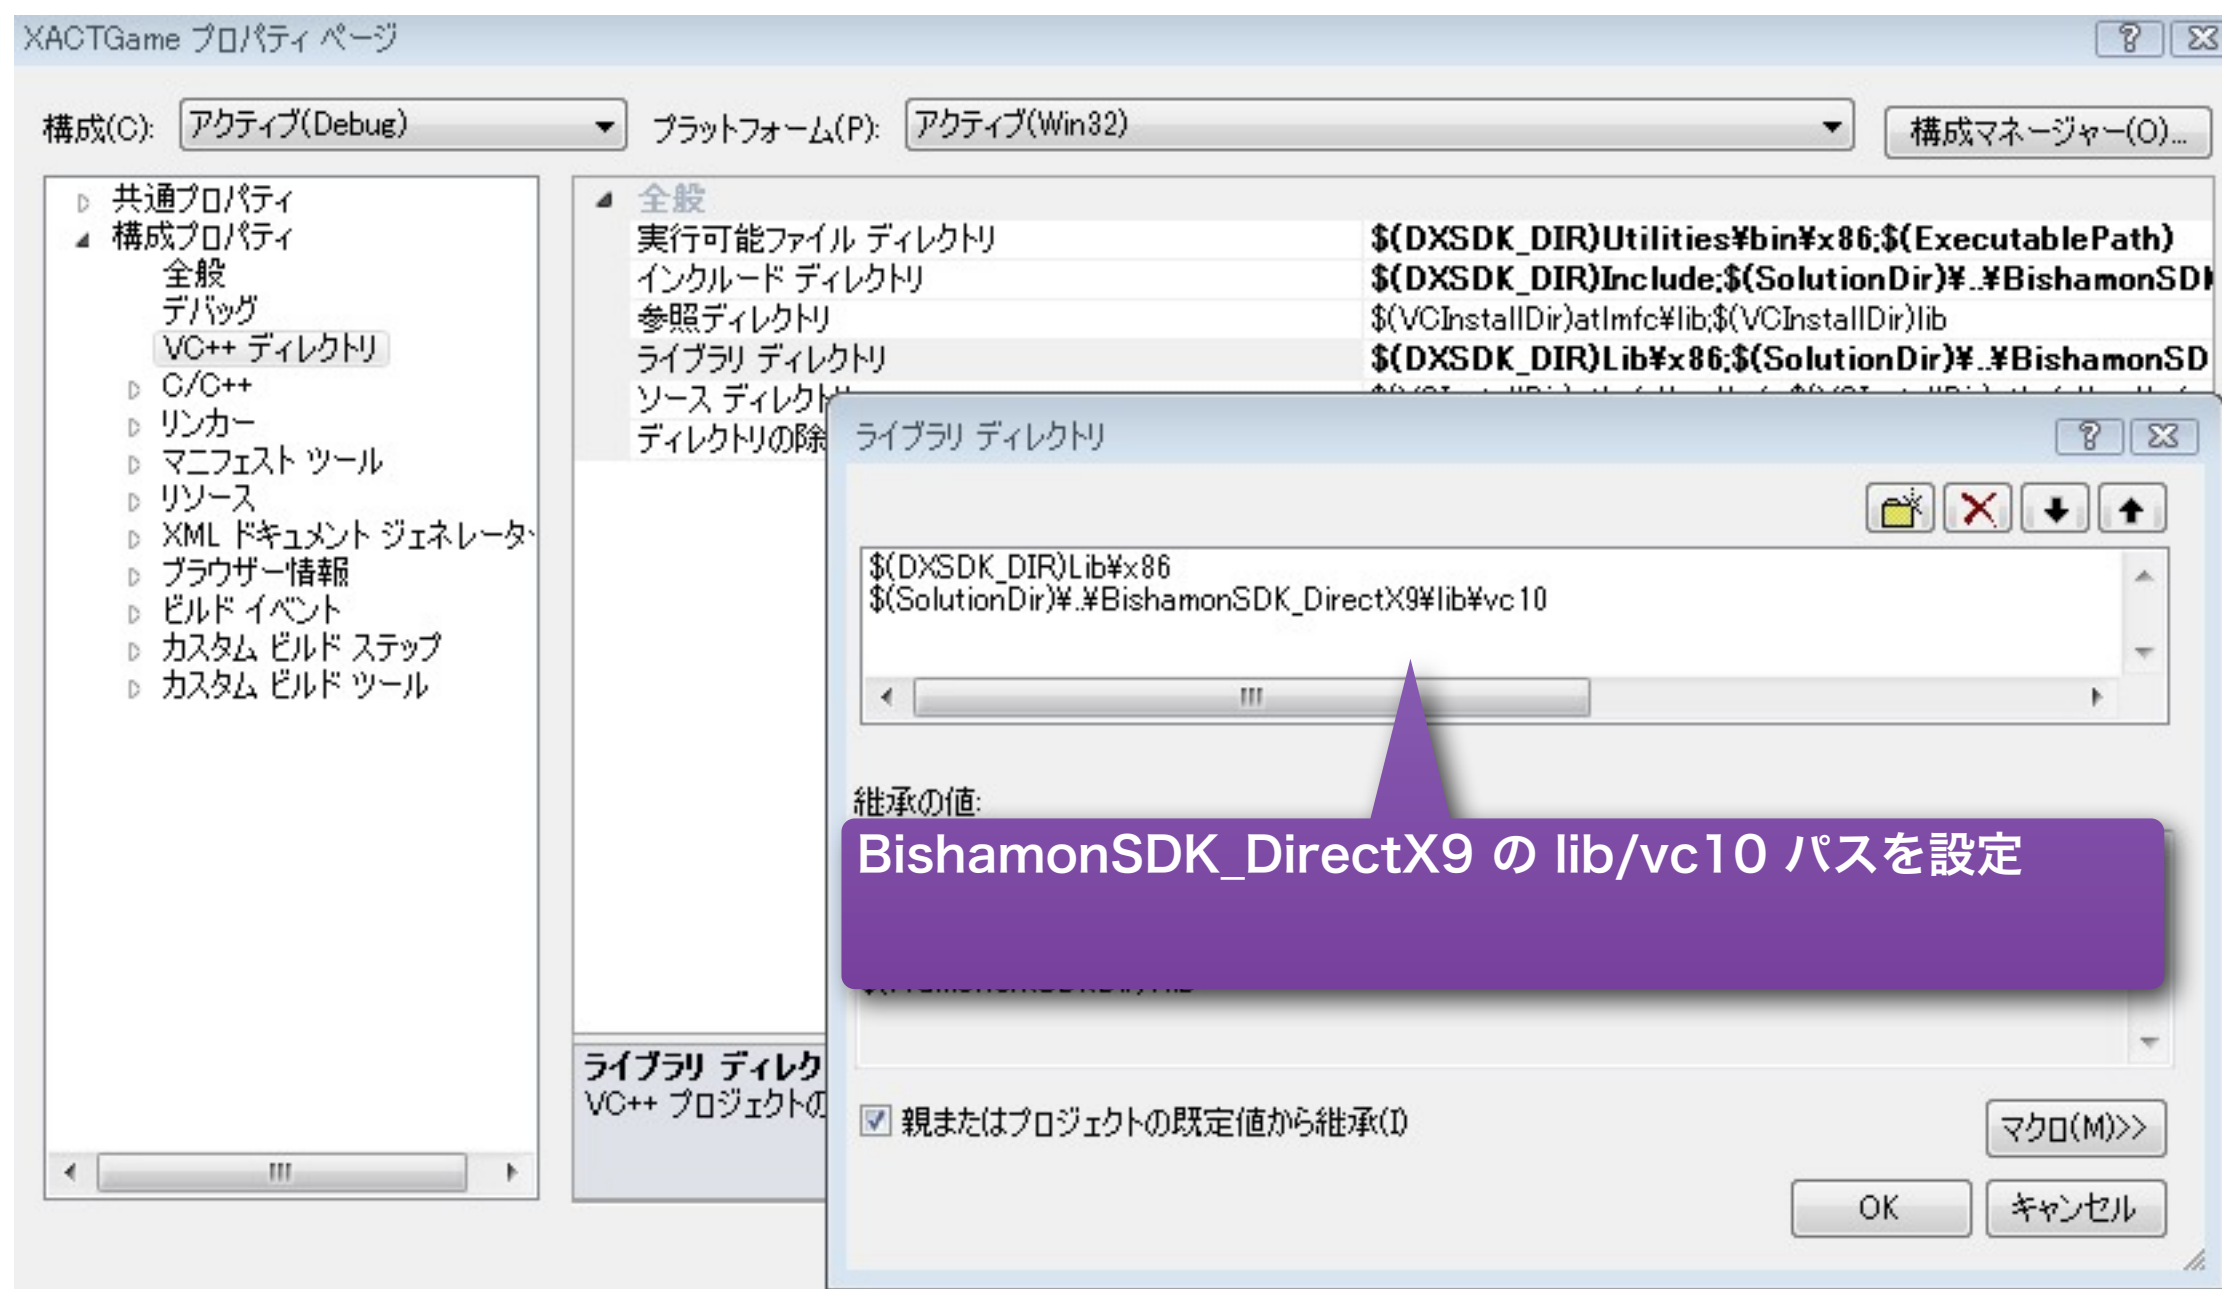 XACTGame プロパティ ページ
構成(C): アクティブ(Debug) プラットフォーム(P): アクティブ(Win32) 構成マネージャー(O)...
共通プロパティ
構成プロパティ
全般
デバッグ
VC++ ディレクトリ
C/C++
リンカー
マニフェスト ツール
リソース
XML ドキュメント ジェネレーター
ブラウザー情報
ビルド イベント
カスタム ビルド ステップ
カスタム ビルド ツール
全般
実行可能ファイル ディレクトリ $(DXSDK_DIR)Utilities¥bin¥x86;$(ExecutablePath)
インクルード ディレクトリ $(DXSDK_DIR)Include;$(SolutionDir)¥..¥BishamonSDK
参照ディレクトリ $(VCInstallDir)atlmfc¥lib;$(VCInstallDir)lib
ライブラリ ディレクトリ $(DXSDK_DIR)Lib¥x86;$(SolutionDir)¥..¥BishamonSD
ソース ディレクト
ディレクトリの除
ライブラリ ディレクトリ
$(DXSDK_DIR)Lib¥x86
$(SolutionDir)¥..¥BishamonSDK_DirectX9¥lib¥vc10
継承の値:
BishamonSDK_DirectX9 の lib/vc10 パスを設定
親またはプロジェクトの既定値から継承(I)
マクロ(M)>>
OK キャンセル
ライブラリ ディレク
VC++ プロジェクトの